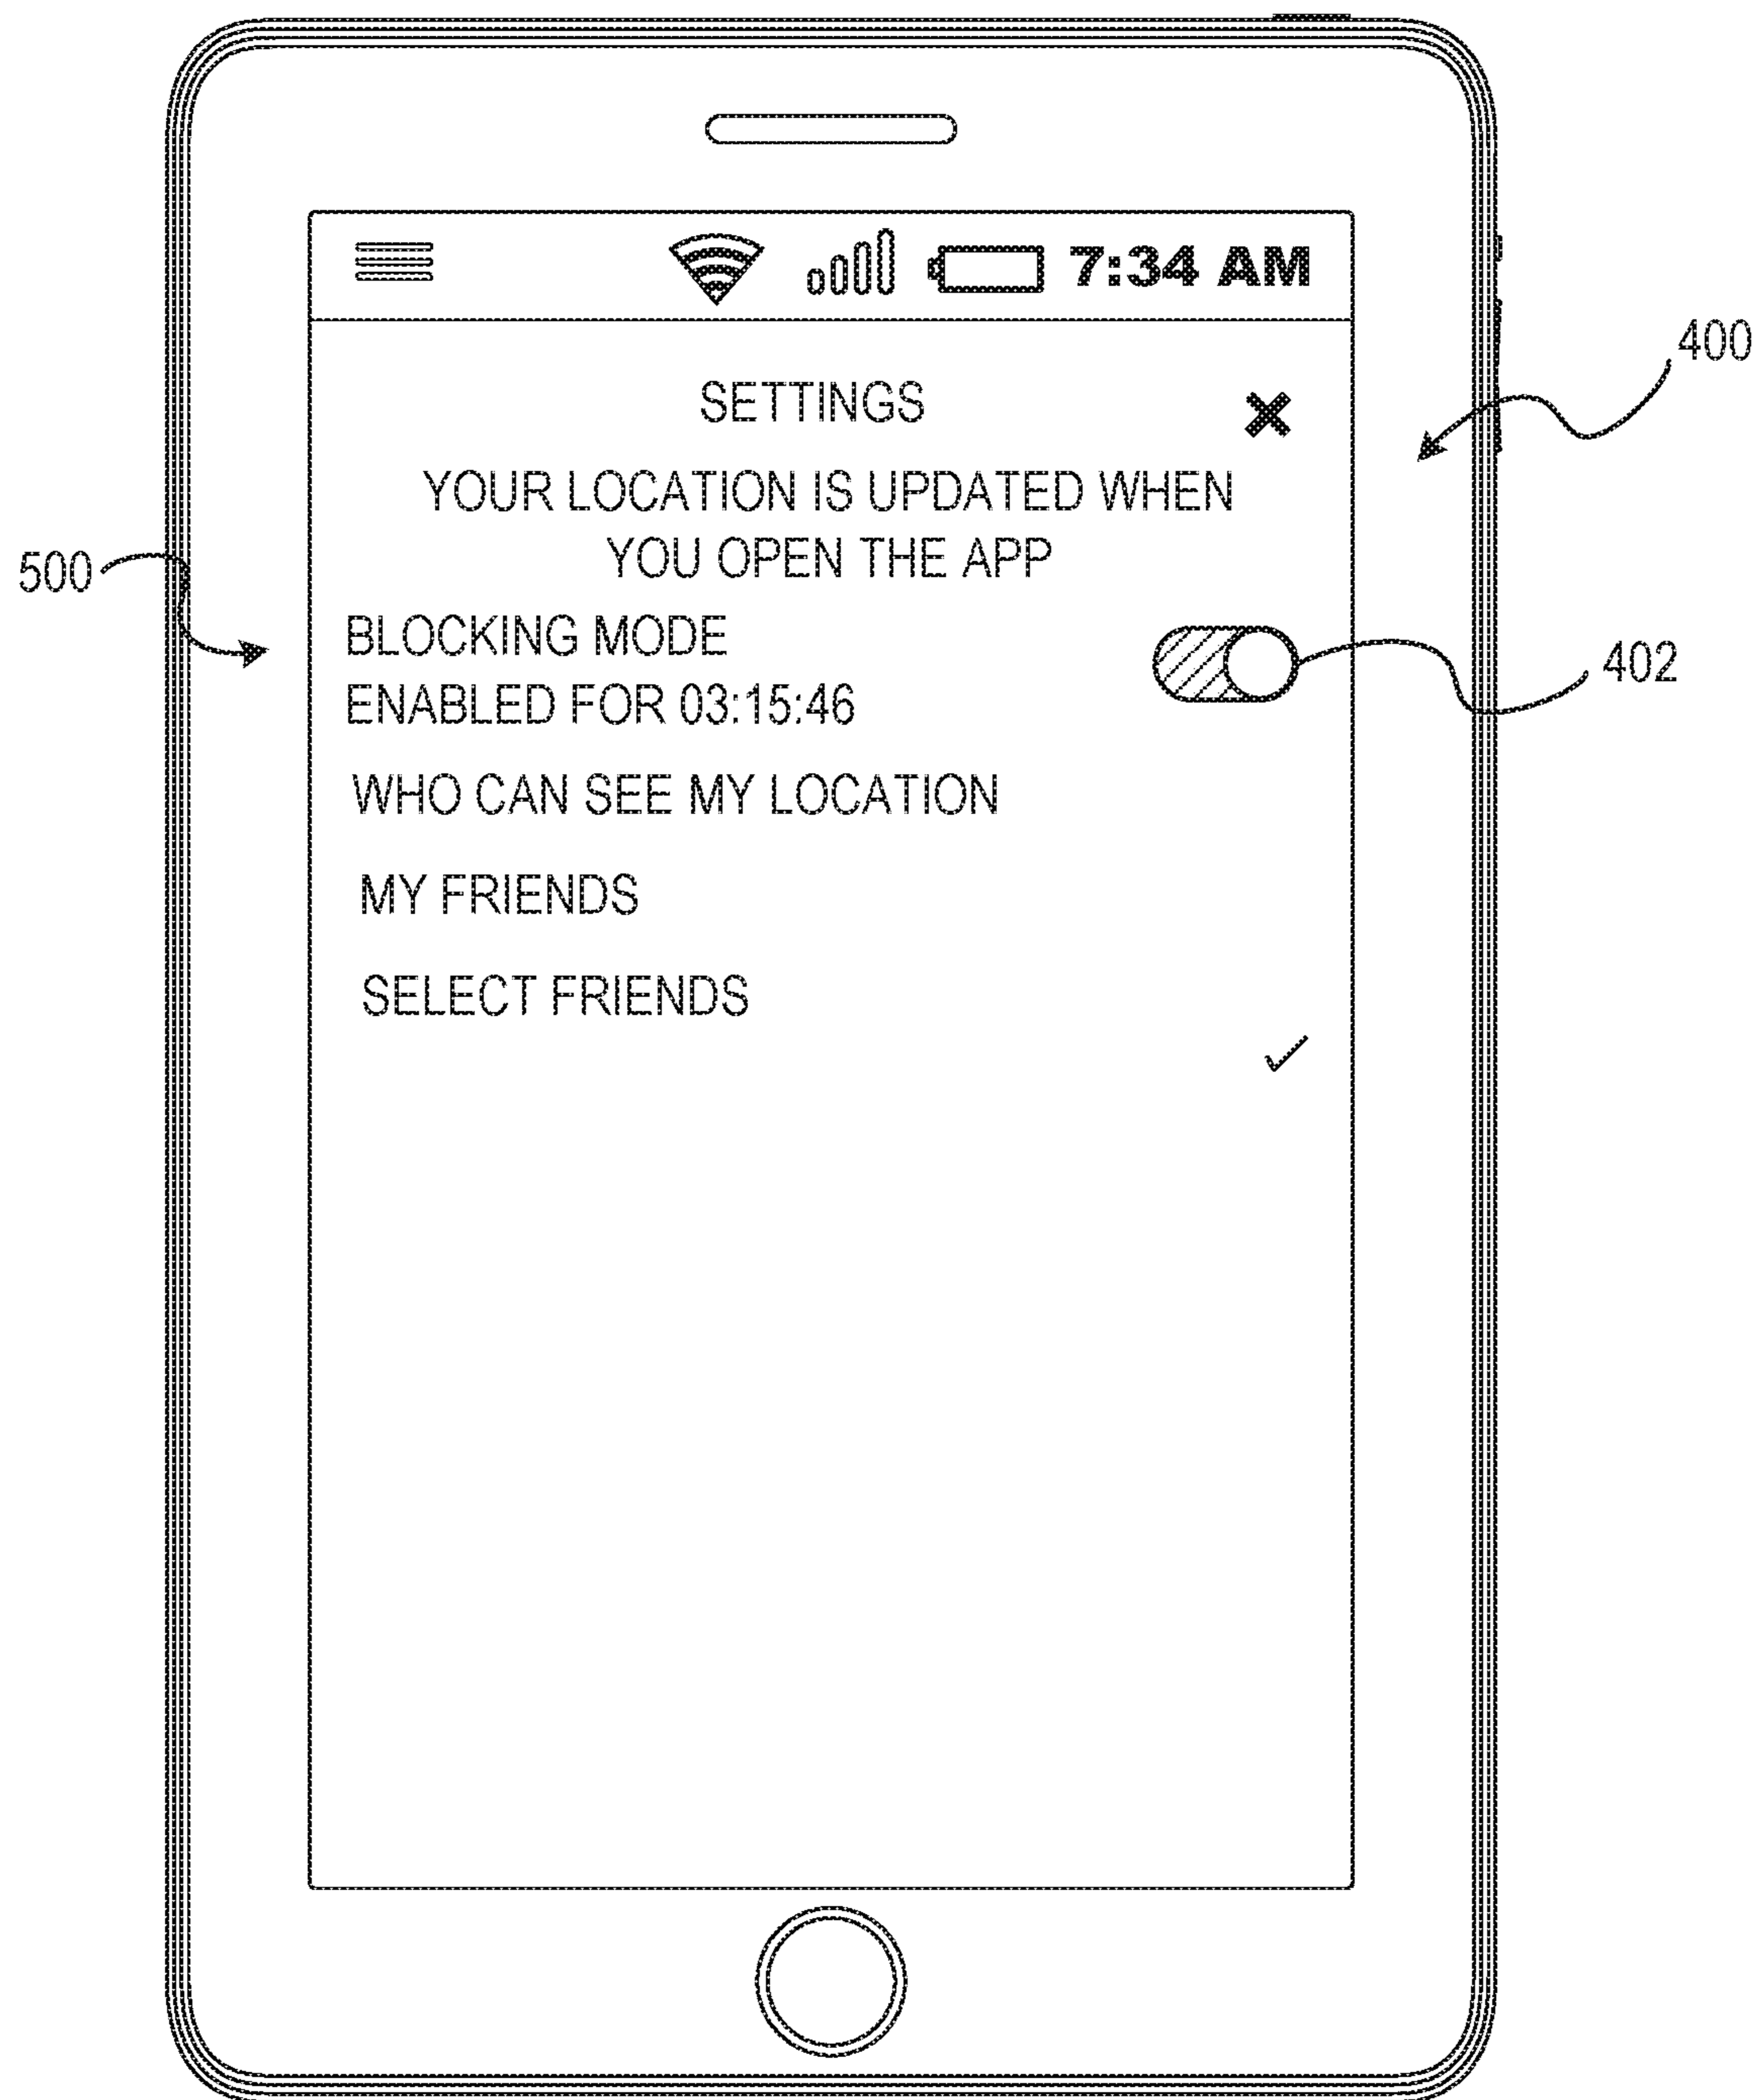 7:34 AM
SETTINGS
400
YOUR LOCATION IS UPDATED WHEN
YOU OPEN THE APP
500
BLOCKING MODE
402
ENABLED FOR 03:15:46
WHO CAN SEE MY LOCATION
MY FRIENDS
SELECT FRIENDS